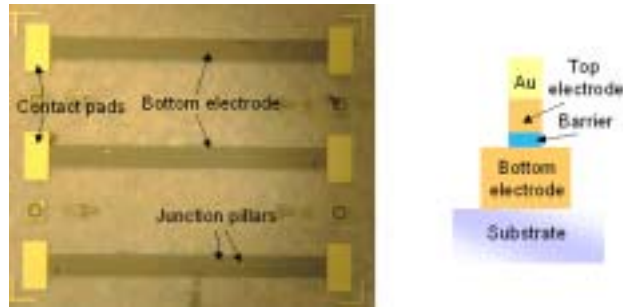 Contact pads
Bottom electrode
Junction pillars
Au
Top
electrode
Barrier
Bottom
electrode
Substrate